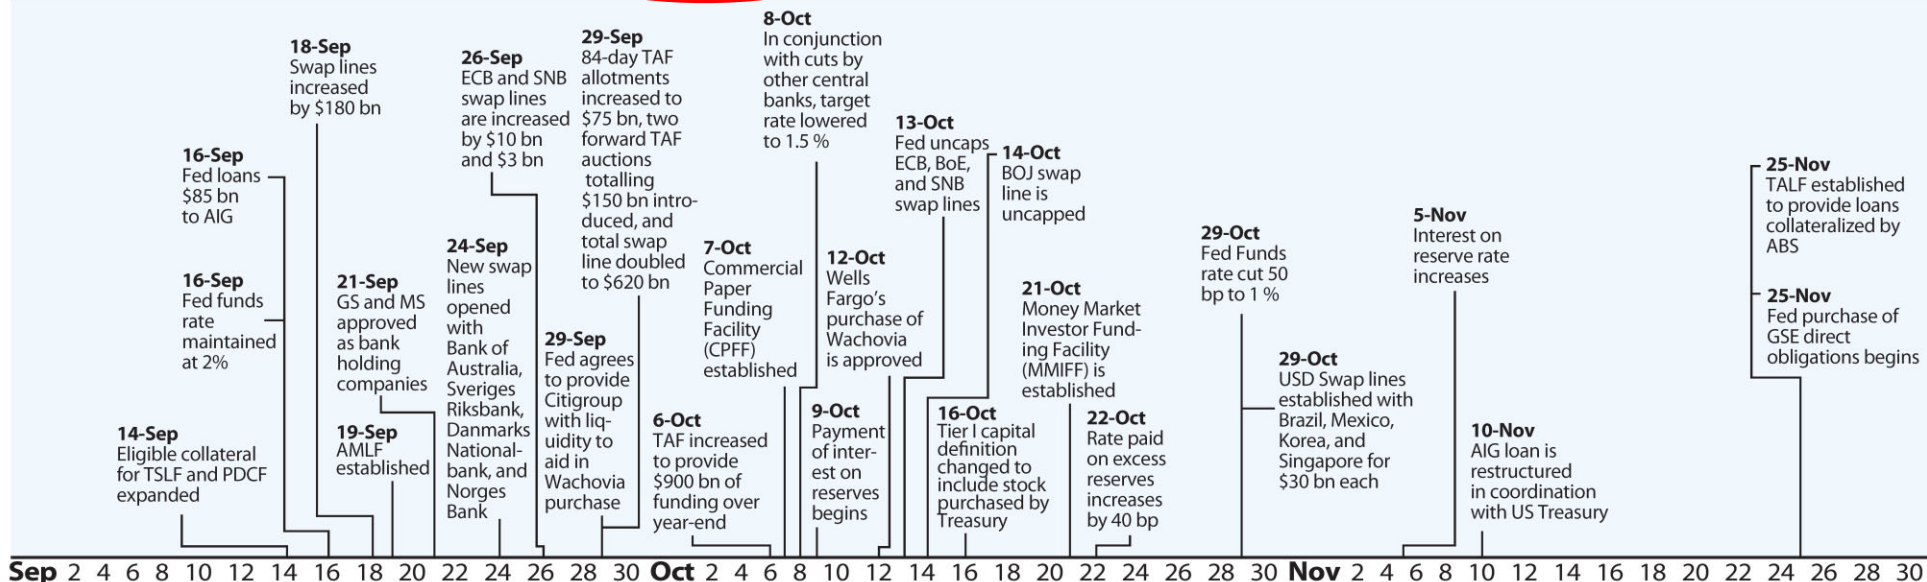 14-Sep
Eligible collateral
for TSLF and PDCF
expanded
16-Sep
Fed loans
$85 bn
to AIG
16-Sep
Fed funds
rate
maintained
at 2%
18-Sep
Swap lines
increased
by $180 bn
19-Sep
AMLF
established
21-Sep
GS and MS
approved
as bank
holding
companies
24-Sep
New swap
lines
opened
with
Bank of
Australia,
Sveriges
Riksbank,
Danmarks
National-
bank, and
Norges
Bank
26-Sep
ECB and SNB
swap lines
are increased
by $10 bn
and $3 bn
29-Sep
84-day TAF
allotments
increased to
$75 bn, two
forward TAF
auctions
totalling
$150 bn intro-
duced, and
total swap
line doubled
to $620 bn
29-Sep
Fed agrees
to provide
Citigroup
with liq-
uidity to
aid in
Wachovia
purchase
6-Oct
TAF increased
to provide
$900 bn of
funding over
year-end
7-Oct
Commercial
Paper
Funding
Facility
(CPFF)
established
8-Oct
In conjunction
with cuts by
other central
banks, target
rate lowered
to 1.5 %
9-Oct
Payment
of inter-
est on
reserves
begins
12-Oct
Wells
Fargo's
purchase of
Wachovia
is approved
13-Oct
Fed uncaps
ECB, BoE,
and SNB
swap lines
14-Oct
BOJ swap
line is
uncapped
16-Oct
Tier I capital
definition
changed to
include stock
purchased by
Treasury
21-Oct
Money Market
Investor Fund-
ing Facility
(MMIFF) is
established
22-Oct
Rate paid
on excess
reserves
increases
by 40 bp
29-Oct
Fed Funds
rate cut 50
bp to 1 %
29-Oct
USD Swap lines
established with
Brazil, Mexico,
Korea, and
Singapore for
$30 bn each
5-Nov
Interest on
reserve rate
increases
10-Nov
AIG loan is
restructured
in coordination
with US Treasury
25-Nov
TALF established
to provide loans
collateralized by
ABS
25-Nov
Fed purchase of
GSE direct
obligations begins
Sep 2 4 6 8 10 12 14 16 18 20 22 24 26 28 30 Oct 2 4 6 8 10 12 14 16 18 20 22 24 26 28 30 Nov 2 4 6 8 10 12 14 16 18 20 22 24 26 28 30